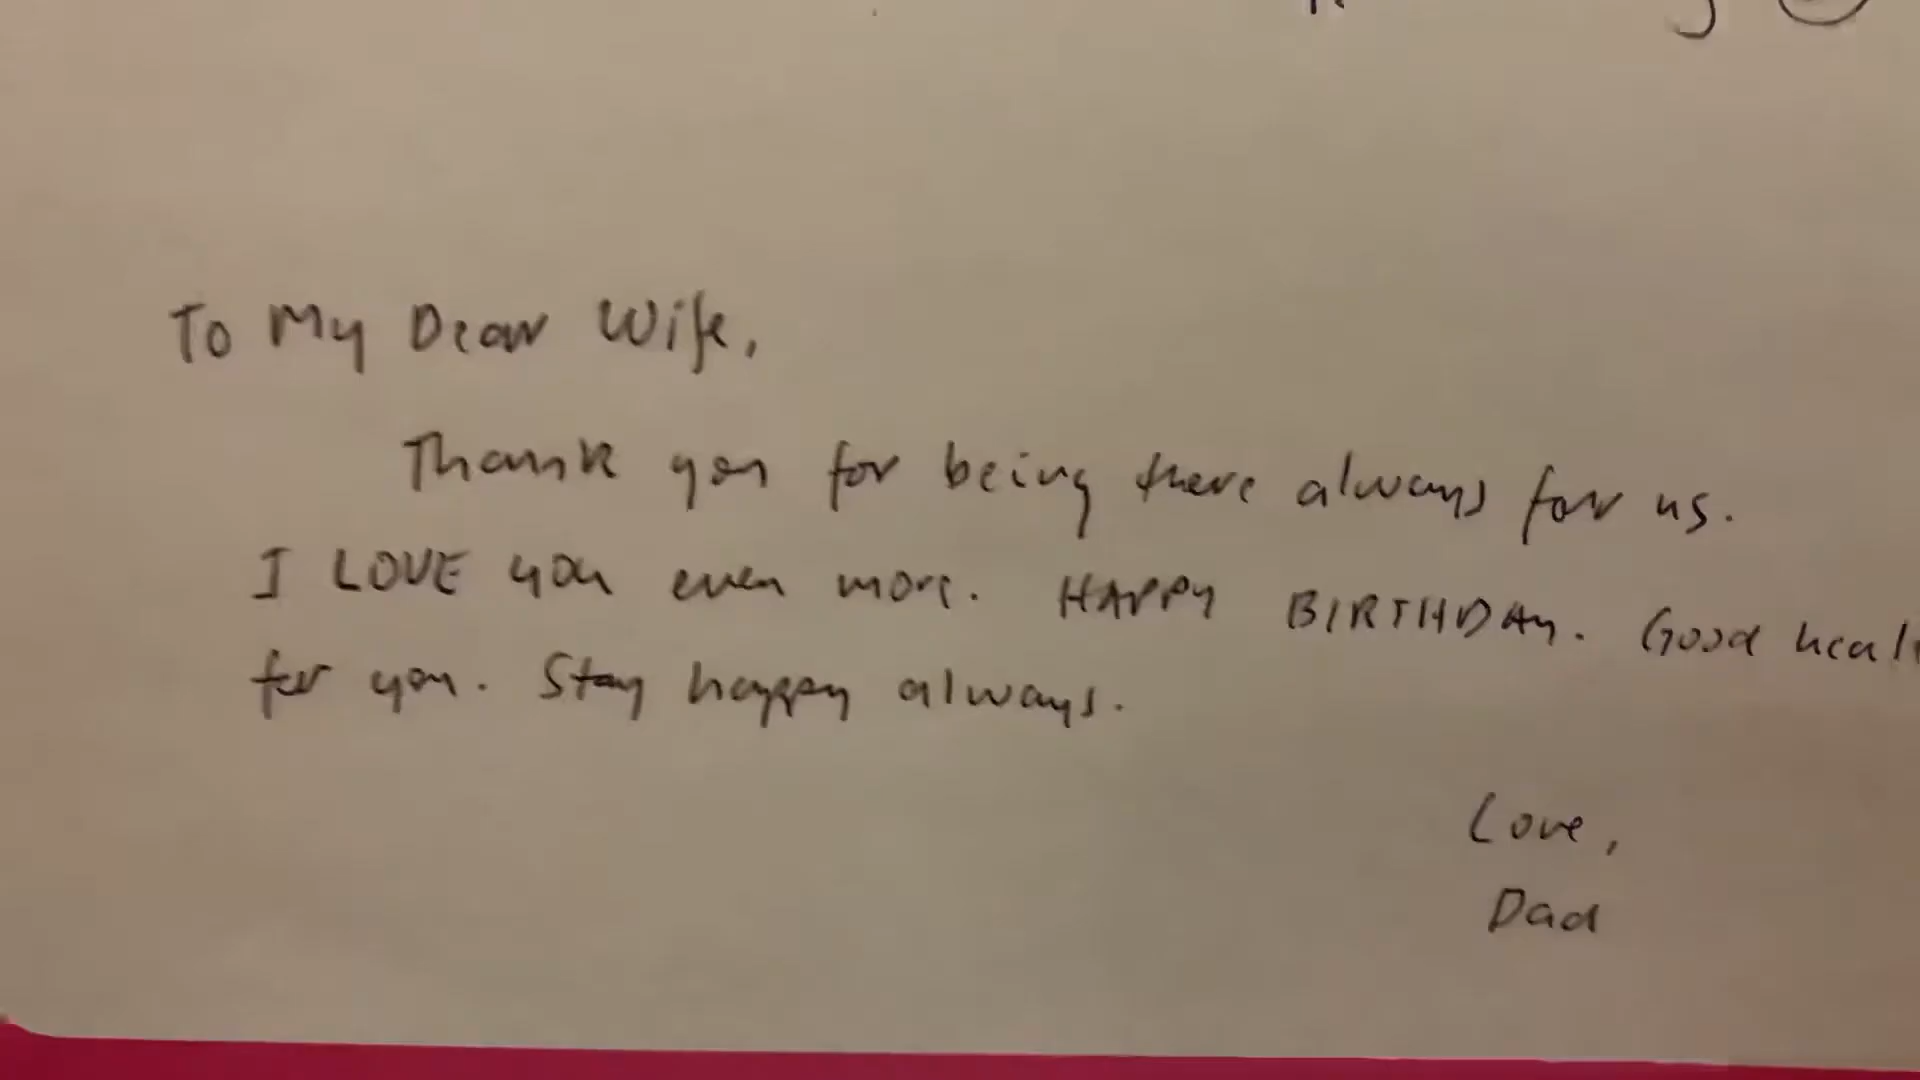 To My Dear Wife,
Thank you for being there always for us.
I LOVE you even more. HAPPY BIRTHDAY. Good
for you. Stay happy always.
Love,
Dad